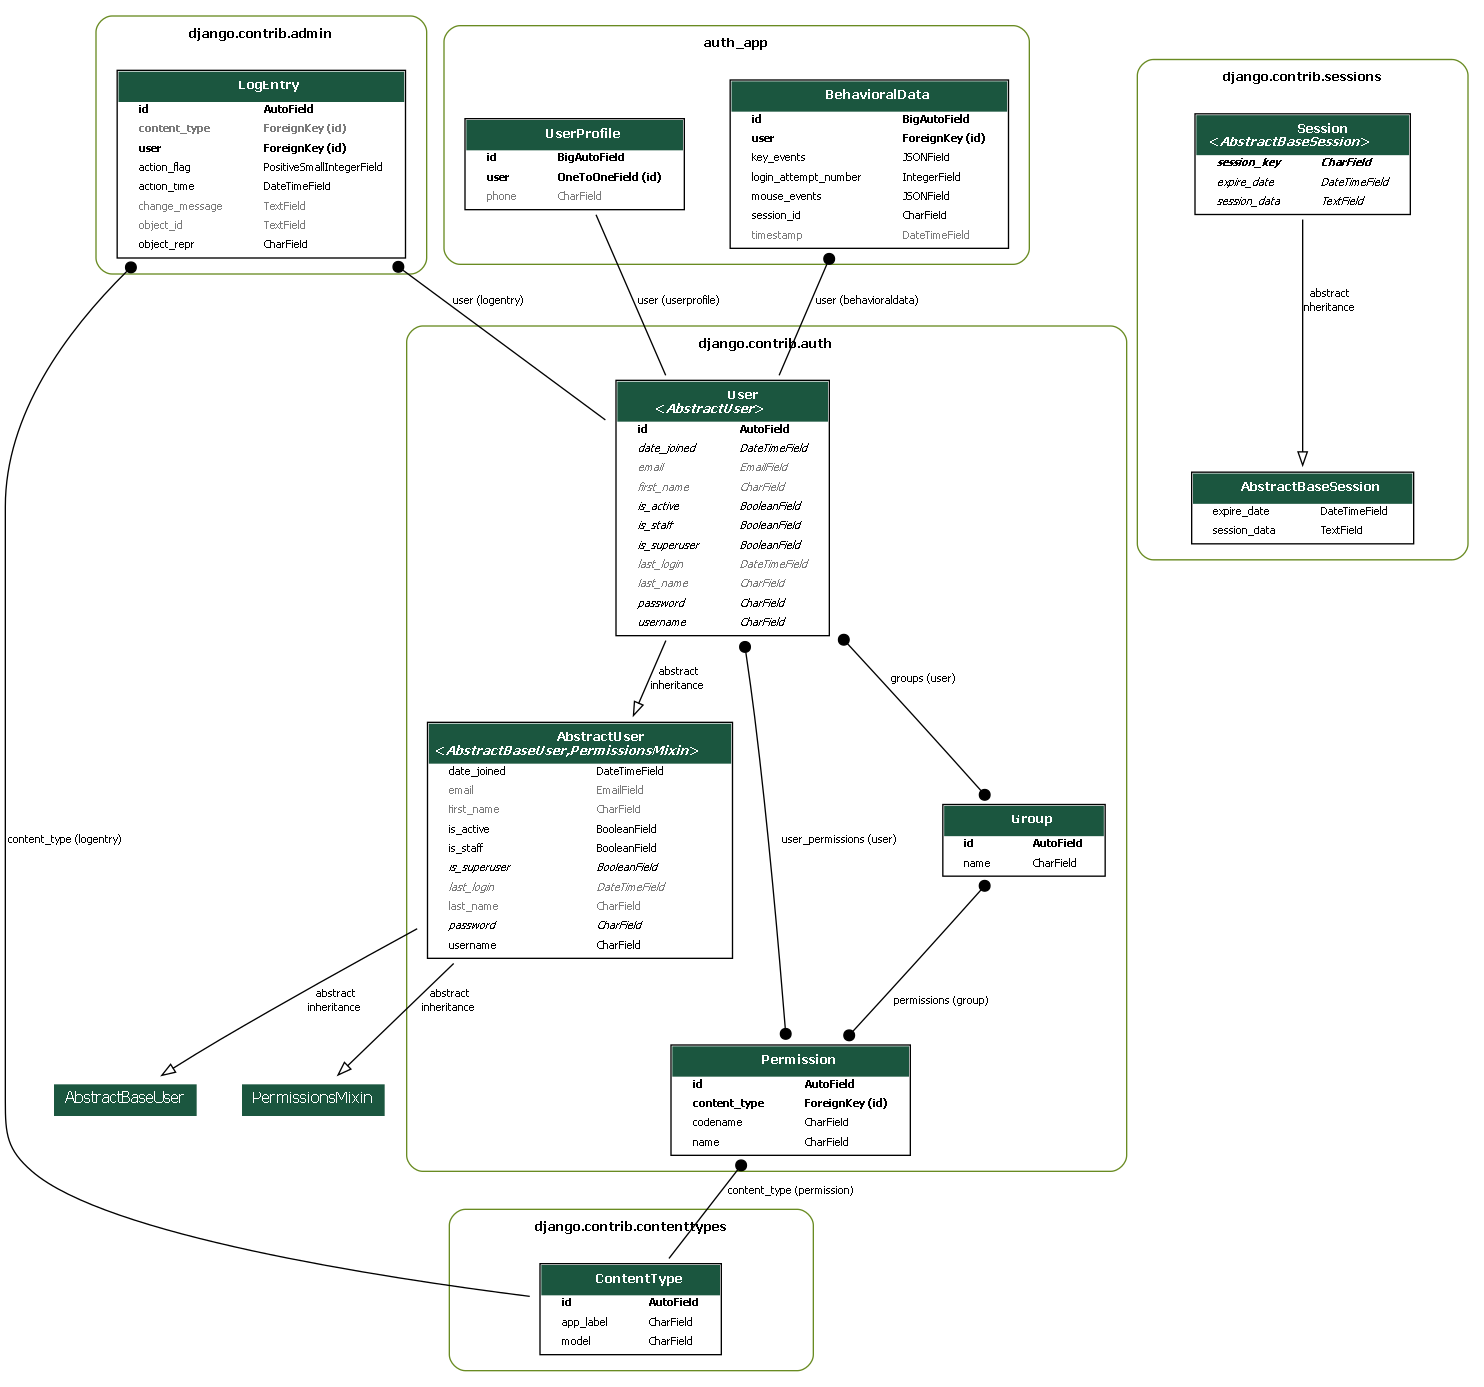 django.contrib.admin
LogEntry
id AutoField
content_type ForeignKey (id)
user ForeignKey (id)
action_flag PositiveSmallIntegerField
action_time DateTimeField
change_message TextField
object_id TextField
object_repr CharField
auth_app
UserProfile
id BigAutoField
user OneToOneField (id)
phone CharField
BehavioralData
id BigAutoField
user ForeignKey (id)
key_events JSONField
login_attempt_number IntegerField
mouse_events JSONField
session_id CharField
timestamp DateTimeField
django.contrib.sessions
Session
<AbstractBaseSession>
session_key CharField
expire_date DateTimeField
session_data TextField
abstract
inheritance
AbstractBaseSession
expire_date DateTimeField
session_data TextField
user (logentry)
user (userprofile)
user (behavioraldata)
django.contrib.auth
User
<AbstractUser>
id AutoField
date_joined DateTimeField
email EmailField
first_name CharField
is_active BooleanField
is_staff BooleanField
is_superuser BooleanField
last_login DateTimeField
last_name CharField
password CharField
username CharField
abstract
inheritance
groups (user)
AbstractUser
<AbstractBaseUser,PermissionsMixin>
date_joined DateTimeField
email EmailField
first_name CharField
is_active BooleanField
is_staff BooleanField
is_superuser BooleanField
last_login DateTimeField
last_name CharField
password CharField
username CharField
content_type (logentry)
user_permissions (user)
Group
id AutoField
name CharField
abstract
inheritance
abstract
inheritance
permissions (group)
AbstractBaseUser
PermissionsMixin
Permission
id AutoField
content_type ForeignKey (id)
codename CharField
name CharField
content_type (permission)
django.contrib.contenttypes
ContentType
id AutoField
app_label CharField
model CharField